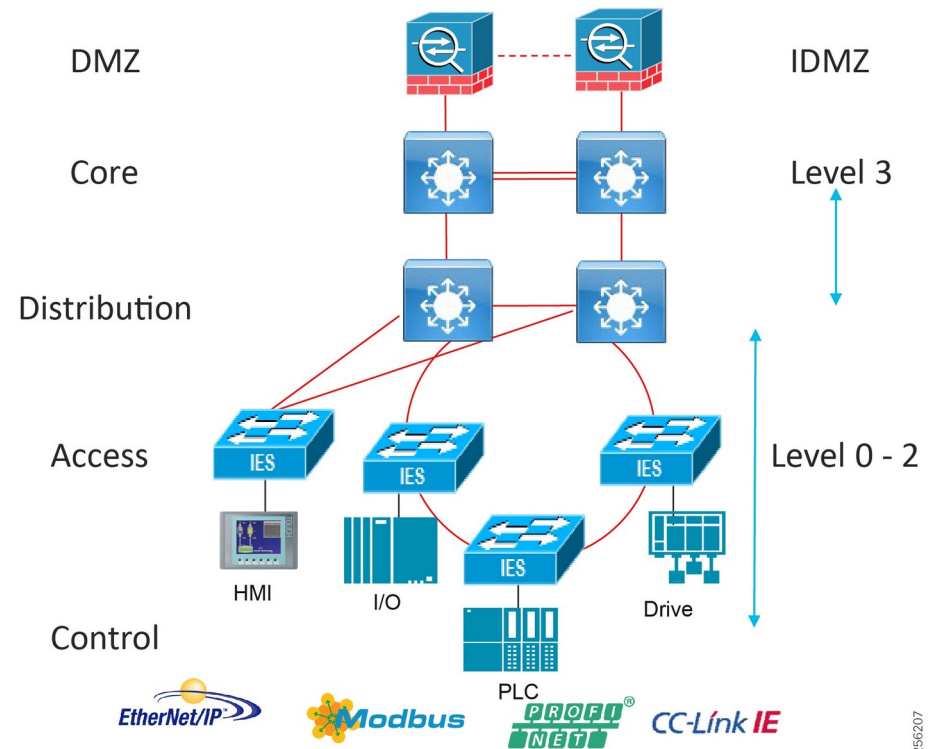 DMZ
IDMZ
Core
Level 3
Distribution
Access
IES
IES
IES
Level 0 - 2
IES
HMI
I/O
Drive
Control
PLC
EtherNet/IP
Modbus
PROFI
NET
®
CC-Link IE